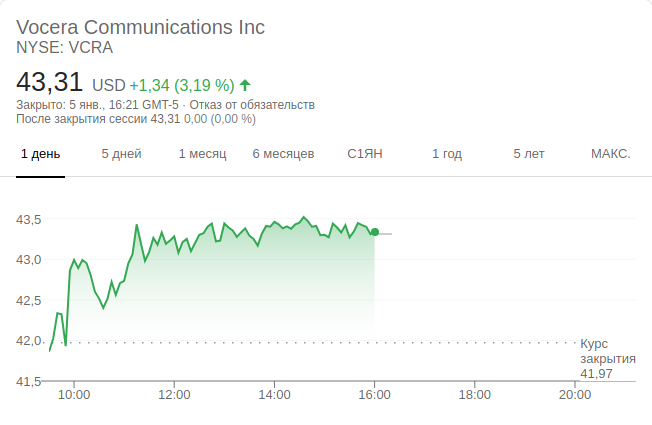 Vocera Communications Inc
NYSE: VCRA
43,31 USD +1,34 (3,19 %)
Закрыто: 5 янв., 16:21 GMT-5 · Отказ от обязательств
После закрытия сессии 43,31 0,00 (0,00 %)
1 день 5 дней 1 месяц 6 месяцев С1ЯН 1 год 5 лет МАКС.
43,5
43,0
42,5
42,0
Курс
закрытия
41,97
41,5
10:00 12:00 14:00 16:00 18:00 20:00